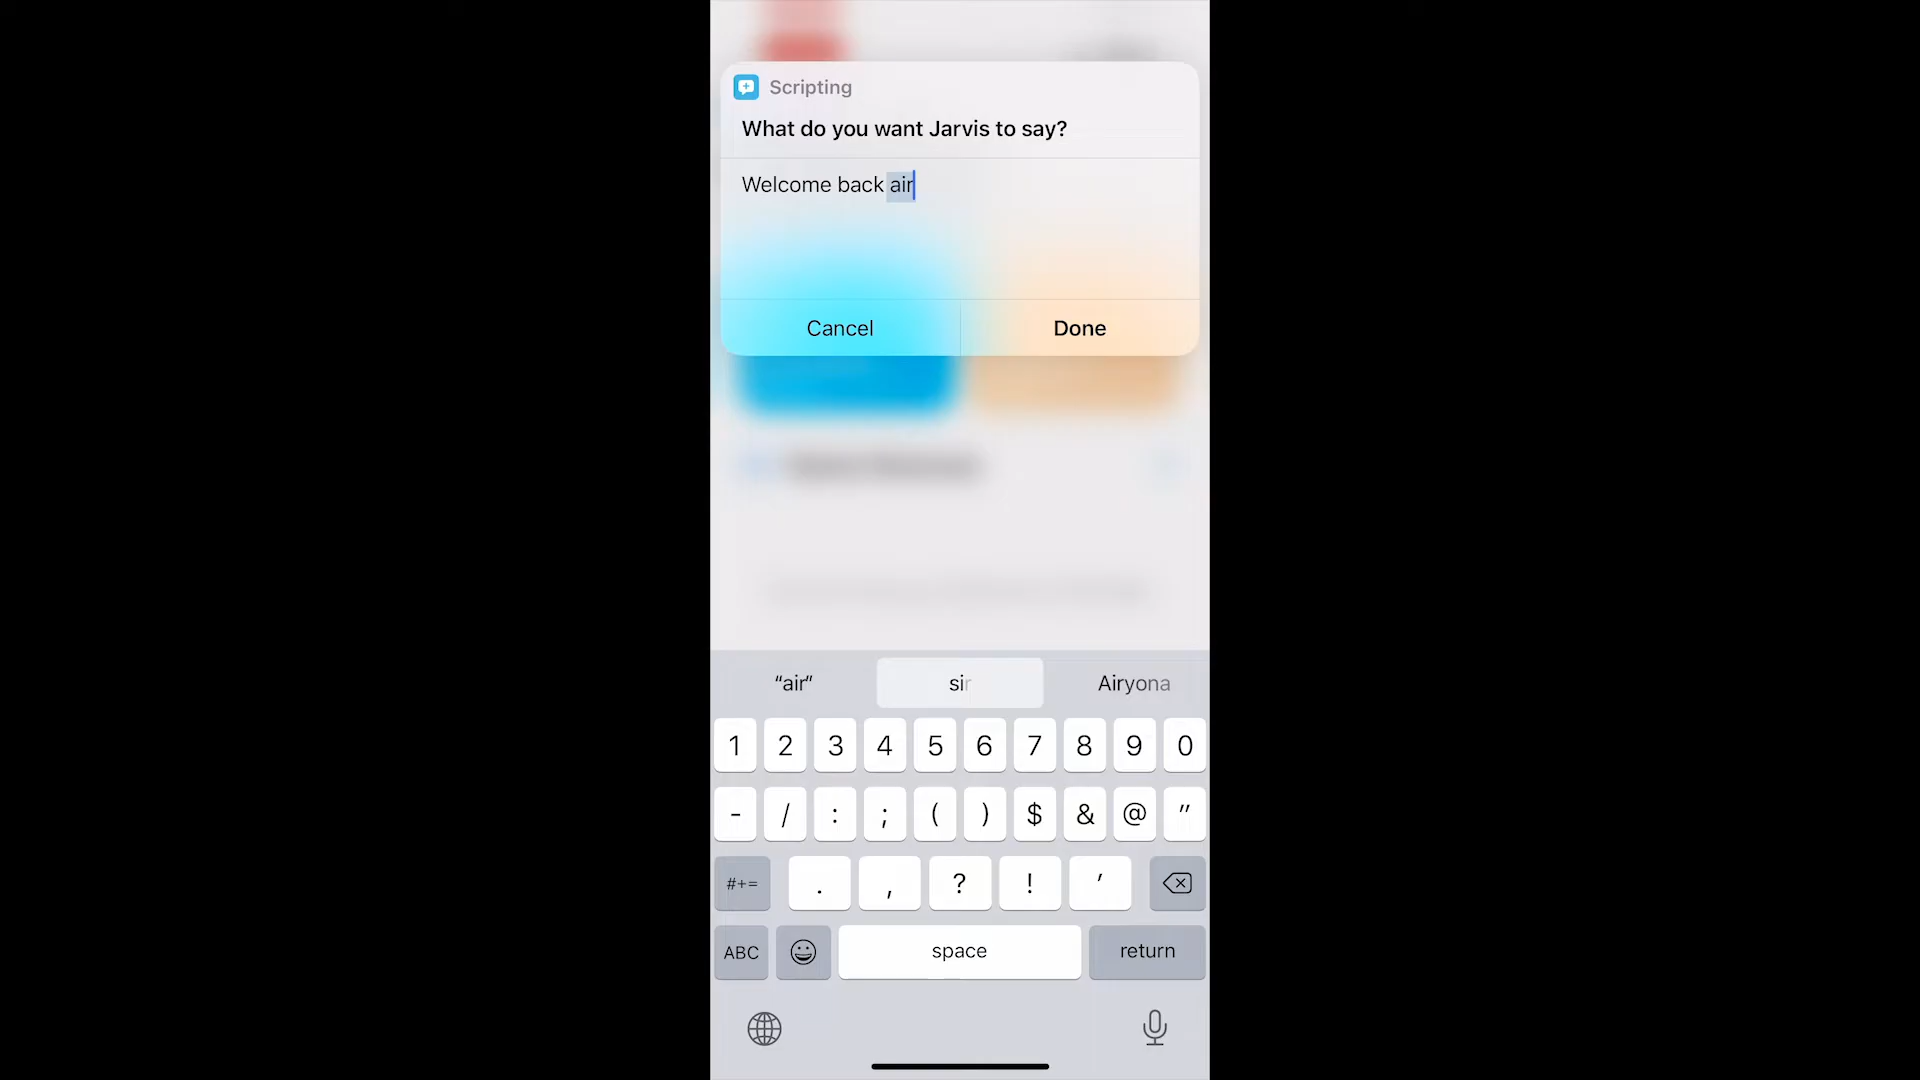 Scripting
What do you want Jarvis to say?
Welcome back air
Cancel Done
“air” sir Airyona
1 2 3 4 5 6 7 8 9 0
- / : ; ( ) $ & @ "
#+= . , ? ! '
ABC space return